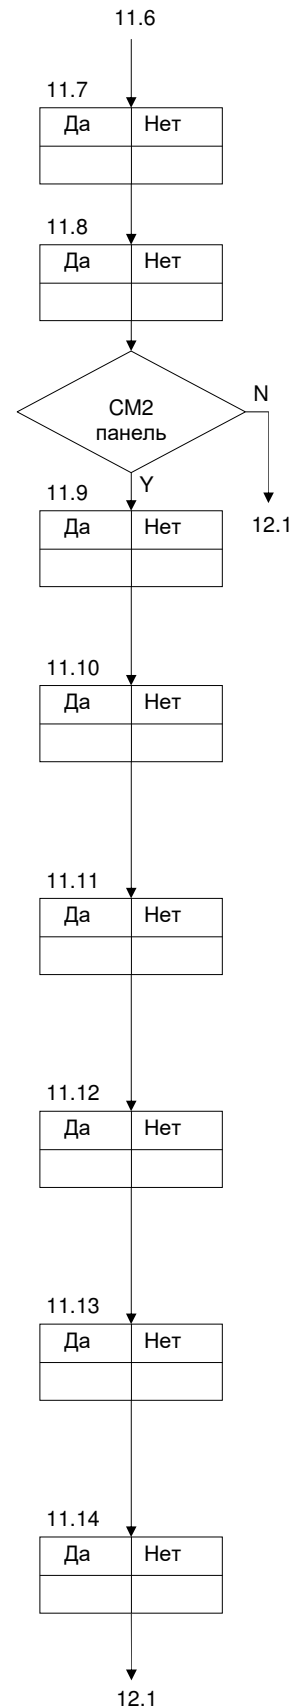 11.6
11.7
Да Нет
11.8
Да Нет
СМ2
панель
N
Y
12.1
11.9
Да Нет
11.10
Да Нет
11.11
Да Нет
11.12
Да Нет
11.13
Да Нет
11.14
Да Нет
12.1